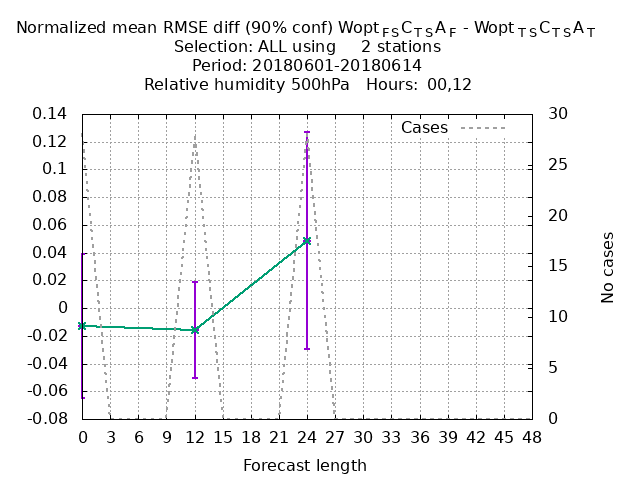 Normalized mean RMSE diff (90% conf) Wopt FS C TS A F - Wopt TS C TS A T
Selection: ALL using 2 stations
Period: 20180601-20180614
Relative humidity 500hPa Hours: 00,12
Cases
0.14
0.12
0.1
0.08
0.06
0.04
0.02
0
-0.02
-0.04
-0.06
-0.08
30
25
20
15
10
5
0
No cases
0 3 6 9 12 15 18 21 24 27 30 33 36 39 42 45 48
Forecast length